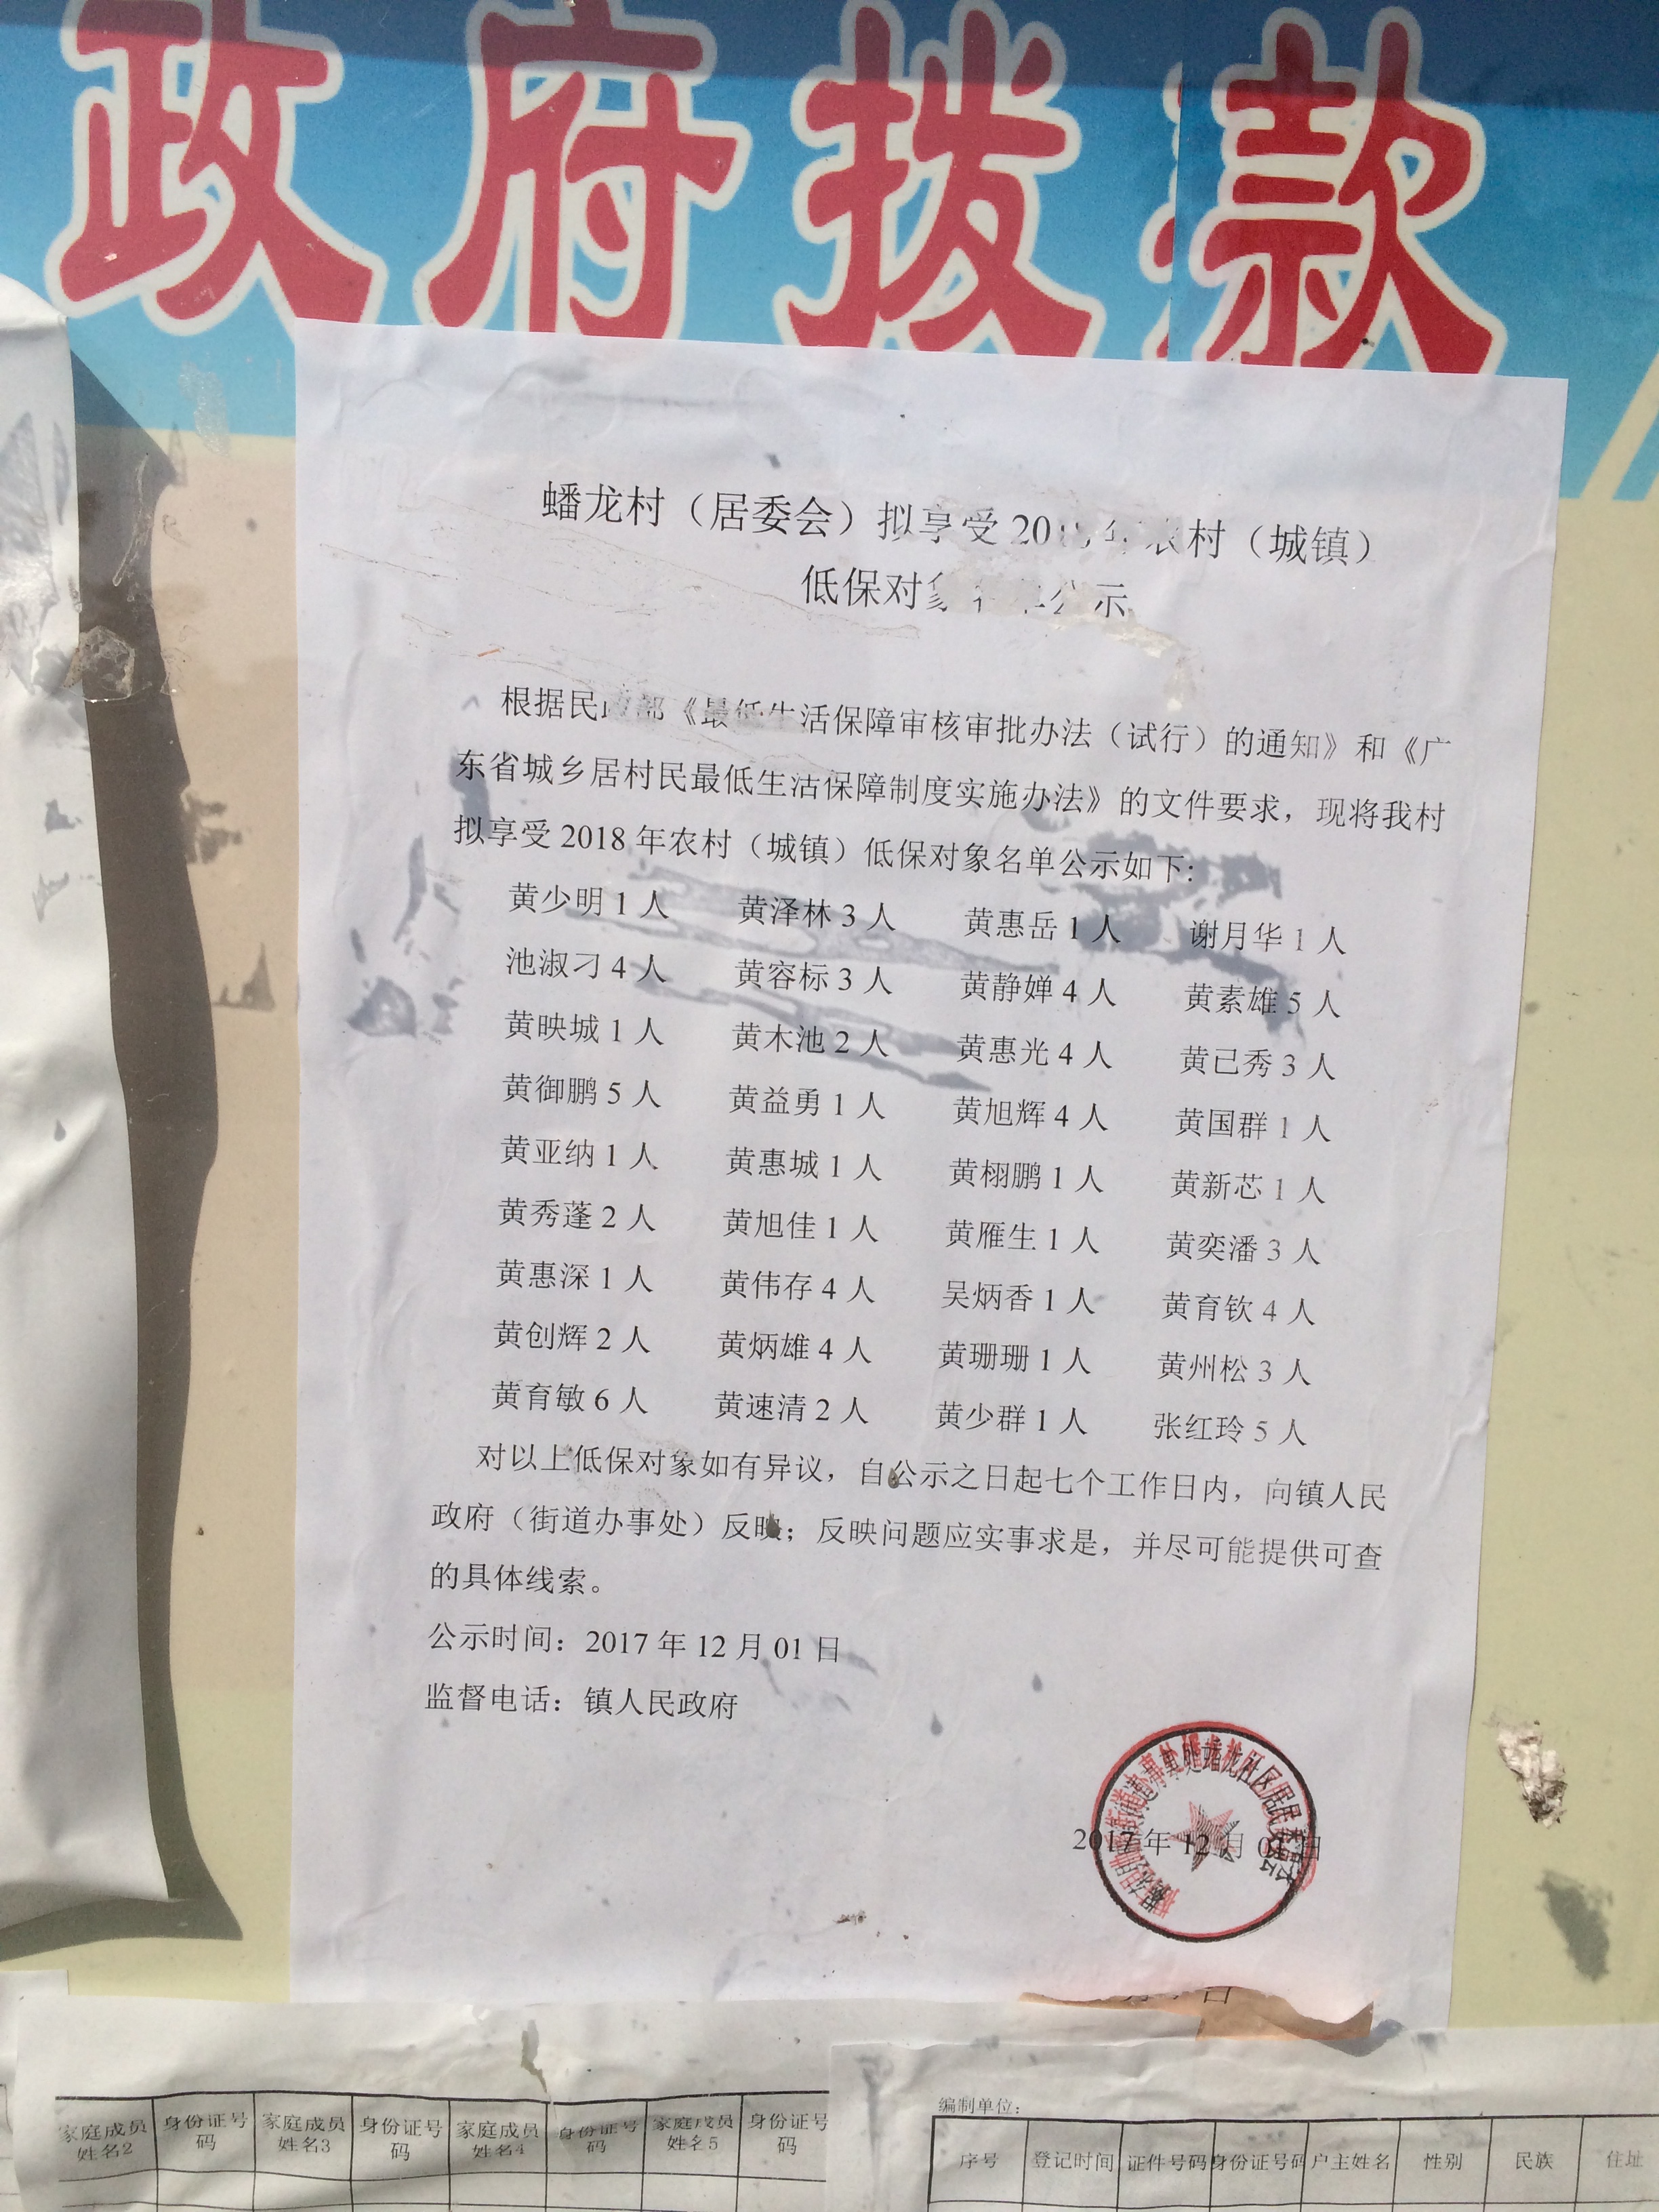 政府拨款
蟠龙村（居委会）拟享受2018年农村（城镇）
低保对象 公示
根据民政部《最低生活保障审核审批办法（试行）的通知》和《广
东省城乡居村民最低生活保障制度实施办法》的文件要求，现将我村
拟享受2018年农村（城镇）低保对象名单公示如下：
黄少明1人 黄泽林3人 黄惠岳1人 谢月华1人
池淑刁4人 黄容标3人 黄静婵4人 黄素雄5人
黄映城1人 黄木池2人 黄惠光4人 黄已秀3人
黄御鹏5人 黄益勇1人 黄旭辉4人 黄国群1人
黄亚纳1人 黄惠城1人 黄栩鹏1人 黄新芯1人
黄秀蓬2人 黄旭佳1人 黄雁生1人 黄奕潘3人
黄惠深1人 黄伟存4人 吴炳香1人 黄育钦4人
黄创辉2人 黄炳雄4人 黄珊珊1人 黄州松3人
黄育敏6人 黄速清2人 黄少群1人 张红玲5人
对以上低保对象如有异议，自公示之日起七个工作日内，向镇人民
政府（街道办事处）反映；反映问题应实事求是，并尽可能提供可查
的具体线索。
公示时间：2017年12月01日
监督电话：镇人民政府
2017年12月01日
日
家庭成员姓名2 身份证号码 家庭成员姓名3 身份证号码 家庭成员姓名4 身份证号码 家庭成员姓名5 身份证号码
编制单位：
序号 登记时间 证件号码 身份证号码 户主姓名 性别 民族 住址